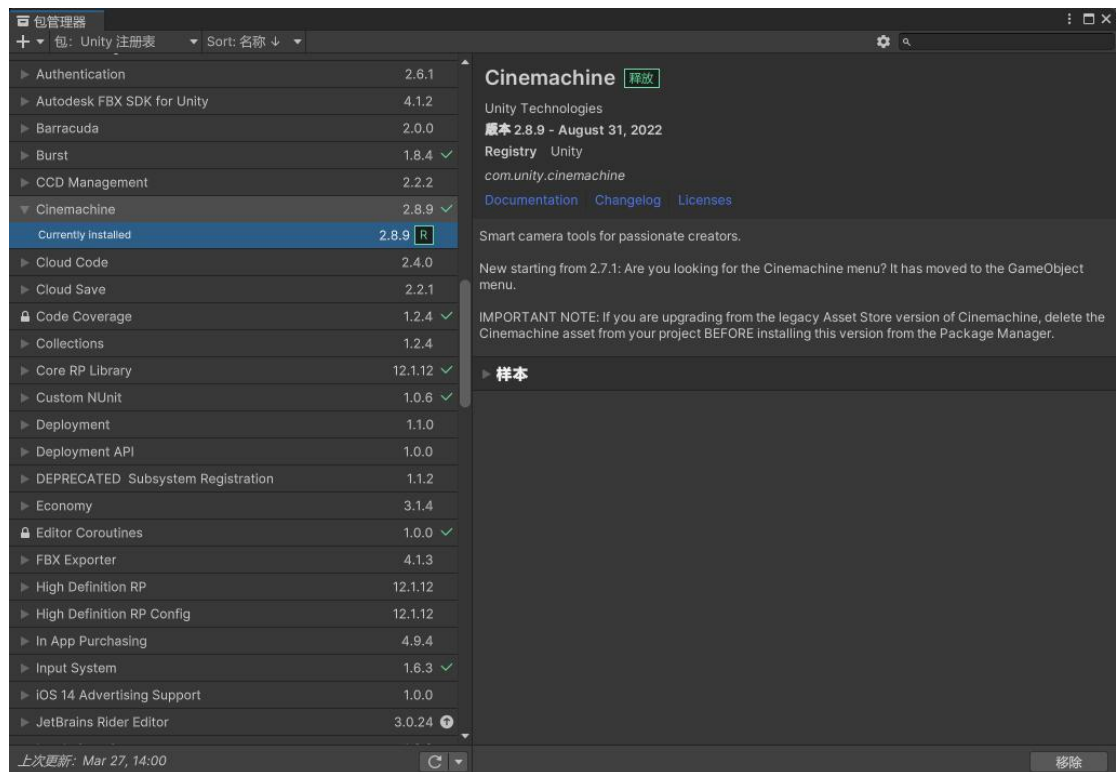 包管理器
包: Unity 注册表
Sort: 名称 ↓
Authentication 2.6.1
Autodesk FBX SDK for Unity 4.1.2
Barracuda 2.0.0
Burst 1.8.4
CCD Management 2.2.2
Cinemachine 2.8.9
Currently installed 2.8.9 R
Cloud Code 2.4.0
Cloud Save 2.2.1
Code Coverage 1.2.4
Collections 1.2.4
Core RP Library 12.1.12
Custom NUnit 1.0.6
Deployment 1.1.0
Deployment API 1.0.0
DEPRECATED Subsystem Registration 1.1.2
Economy 3.1.4
Editor Coroutines 1.0.0
FBX Exporter 4.1.3
High Definition RP 12.1.12
High Definition RP Config 12.1.12
In App Purchasing 4.9.4
Input System 1.6.3
iOS 14 Advertising Support 1.0.0
JetBrains Rider Editor 3.0.24
上次更新: Mar 27, 14:00
Cinemachine 释放
Unity Technologies
版本 2.8.9 - August 31, 2022
Registry Unity
com.unity.cinemachine
Documentation Changelog Licenses
Smart camera tools for passionate creators.
New starting from 2.7.1: Are you looking for the Cinemachine menu? It has moved to the GameObject
menu.
IMPORTANT NOTE: If you are upgrading from the legacy Asset Store version of Cinemachine, delete the
Cinemachine asset from your project BEFORE installing this version from the Package Manager.
样本
移除